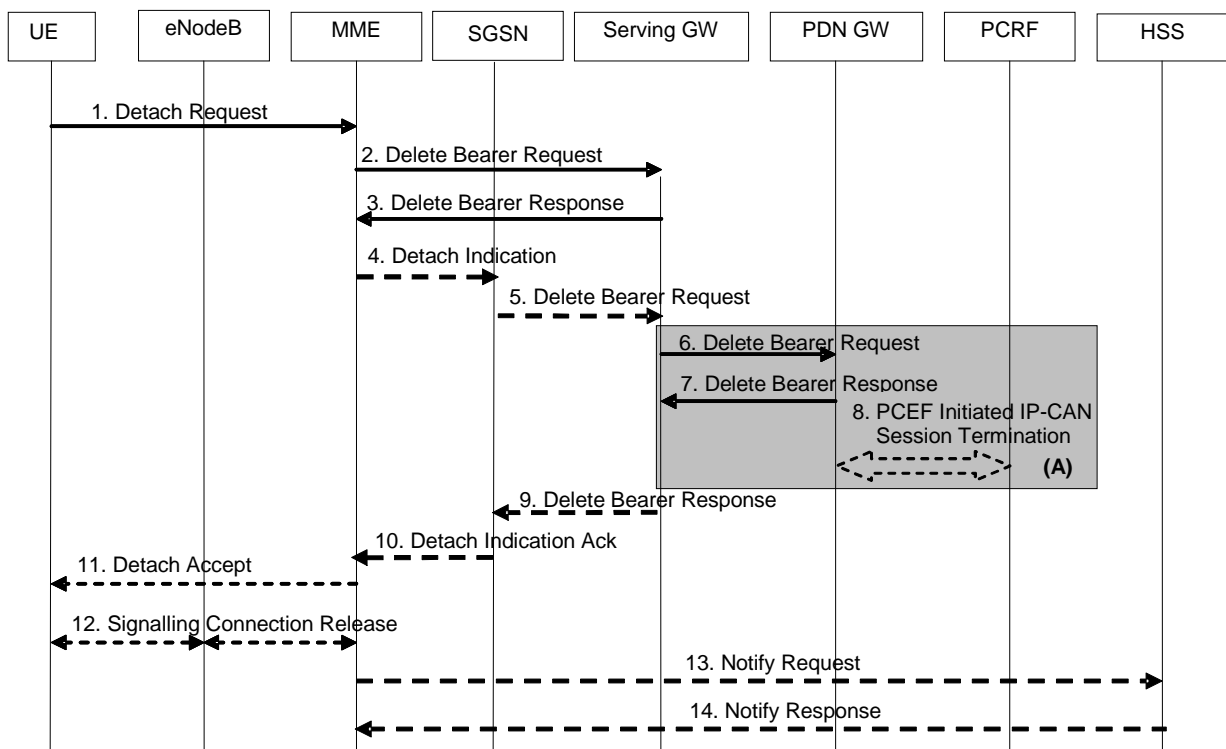 UE
eNodeB
MME
SGSN
Serving GW
PDN GW
PCRF
HSS
1. Detach Request
2. Delete Bearer Request
3. Delete Bearer Response
4. Detach Indication
5. Delete Bearer Request
6. Delete Bearer Request
7. Delete Bearer Response
8. PCEF Initiated IP-CAN
Session Termination
(A)
9. Delete Bearer Response
10. Detach Indication Ack
11. Detach Accept
12. Signalling Connection Release
13. Notify Request
14. Notify Response